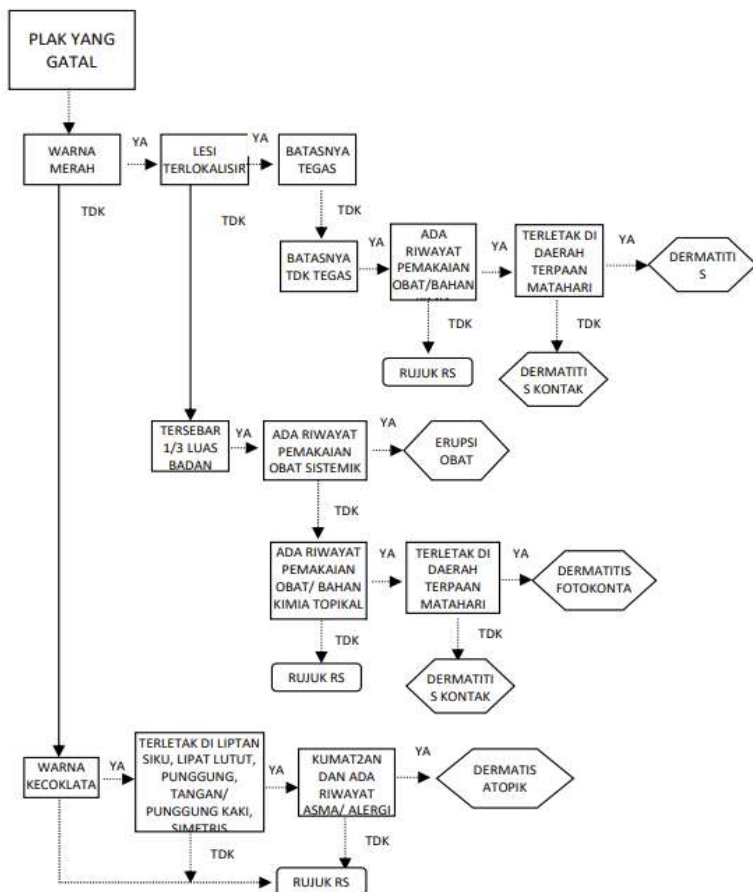 PLAK YANG
GATAL
WARNA
MERAH
YA
LESI
TERLOKALISIR
YA
BATASNYA
TEGAS
TDK
TDK
TDK
BATASNYA
TDK TEGAS
YA
ADA
RIWAYAT
PEMAKAIAN
OBAT/BAHAN
YA
TERLETAK DI
DAERAH
TERPAAN
MATAHARI
YA
DERMATITI
S
TDK
TDK
RUJUK RS
DERMATITI
S KONTAK
TERSEBAR
1/3 LUAS
BADAN
YA
ADA RIWAYAT
PEMAKAIAN
OBAT SISTEMIK
YA
ERUPSI
OBAT
TDK
ADA RIWAYAT
PEMAKAIAN
OBAT/ BAHAN
KIMIA TOPIKAL
YA
TERLETAK DI
DAERAH
TERPAAN
MATAHARI
YA
DERMATITIS
FOTOKONTA
TDK
TDK
RUJUK RS
DERMATITI
S KONTAK
WARNA
KECOKLATA
YA
TERLETAK DI LIPTAN
SIKU, LIPAT LUTUT,
PUNGGUNG,
TANGAN/
PUNGGUNG KAKI,
SIMETRIS
YA
KUMAT2AN
DAN ADA
RIWAYAT
ASMA/ ALERGI
YA
DERMATIS
ATOPIK
TDK
TDK
RUJUK RS